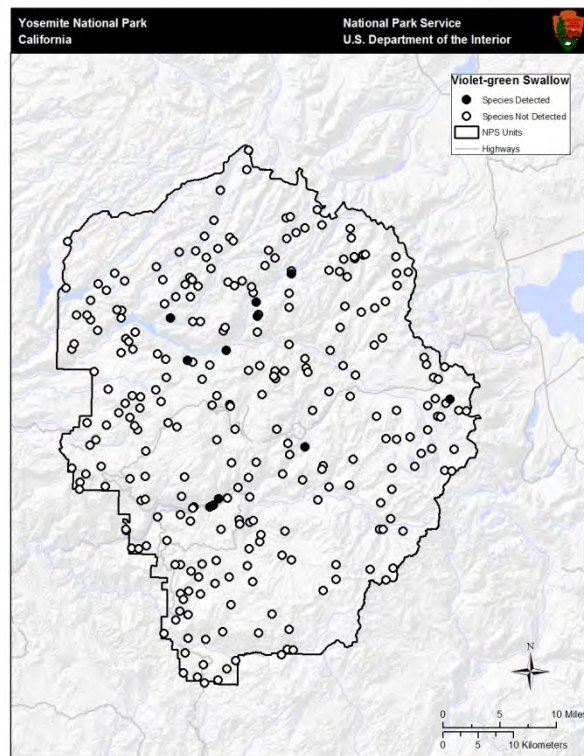 Yosemite National Park
California
National Park Service
U.S. Department of the Interior
Violet-green Swallow
Species Detected
Species Not Detected
NPS Units
Highways
N
0 5 10 Miles
0 5 10 Kilometers